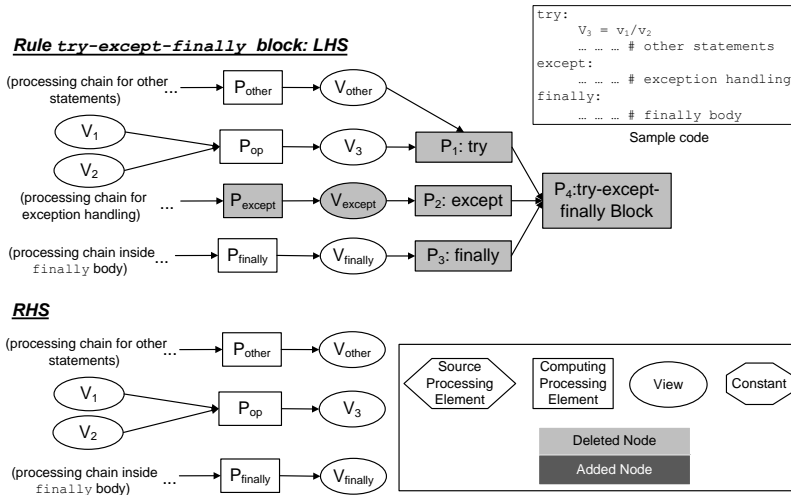 try:
V3 = v1/v2
… … … # other statements
except:
… … … # exception handling
finally:
… … … # finally body
Sample code
Rule try-except-finally block: LHS
(processing chain for other
statements)
...
Pother
Vother
V1
V2
Pop
V3
P1: try
(processing chain for
exception handling)
...
Pexcept
Vexcept
P2: except
P4:try-except-
finally Block
(processing chain inside
finally body)
...
Pfinally
Vfinally
P3: finally
RHS
(processing chain for other
statements)
...
Pother
Vother
V1
V2
Pop
V3
(processing chain inside
finally body)
...
Pfinally
Vfinally
Source
Processing
Element
Computing
Processing
Element
View
Constant
Deleted Node
Added Node